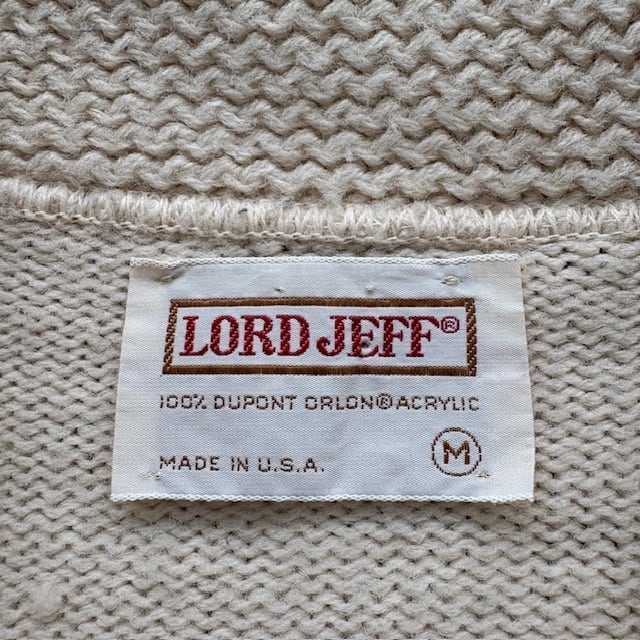 LORD JEFF®
100% DUPONT ORLON® ACRYLIC
MADE IN U.S.A.
M